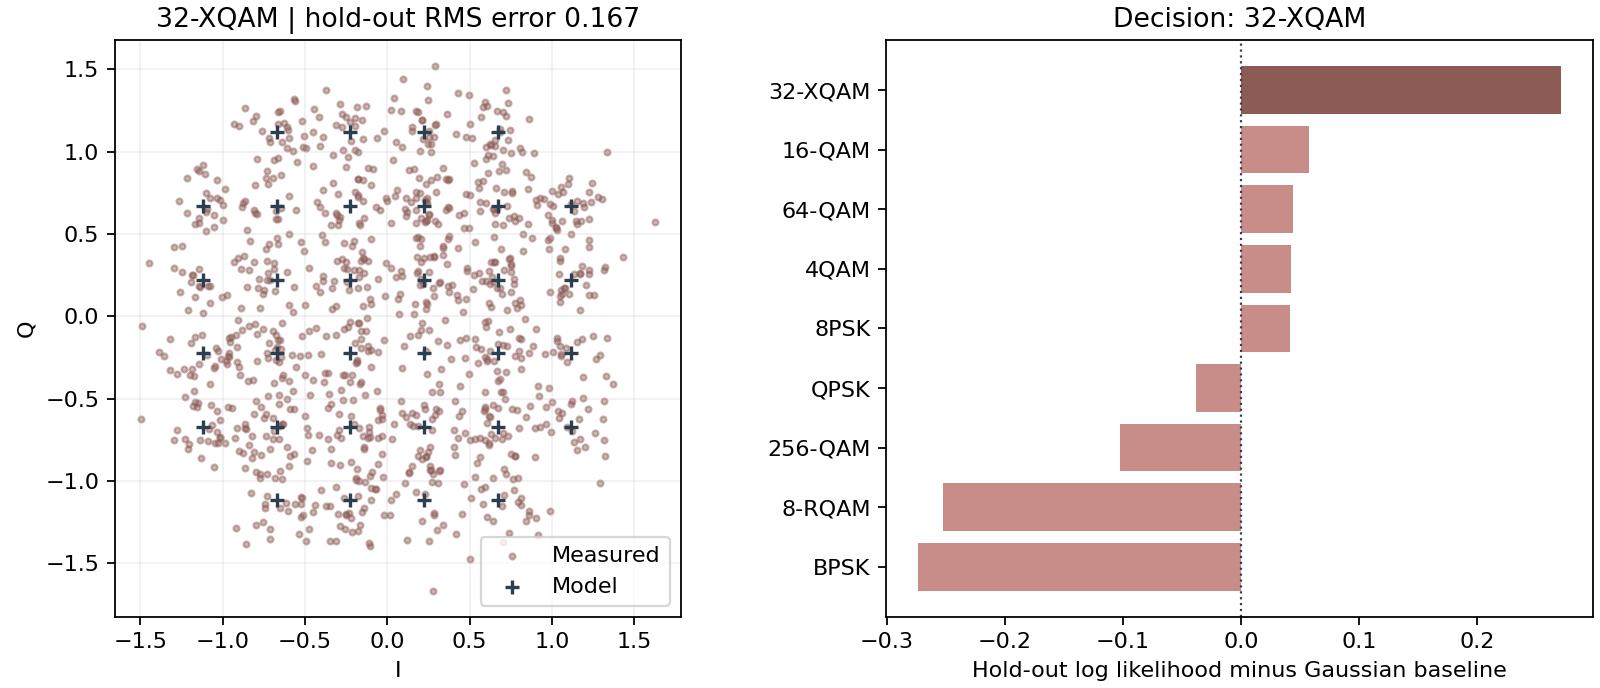 32-XQAM | hold-out RMS error 0.167
1.5
1.0
0.5
0.0
−0.5
−1.0
−1.5
Q
−1.5 −1.0 −0.5 0.0 0.5 1.0 1.5
I
Measured
Model
Decision: 32-XQAM
32-XQAM
16-QAM
64-QAM
4QAM
8PSK
QPSK
256-QAM
8-RQAM
BPSK
−0.3 −0.2 −0.1 0.0 0.1 0.2
Hold-out log likelihood minus Gaussian baseline